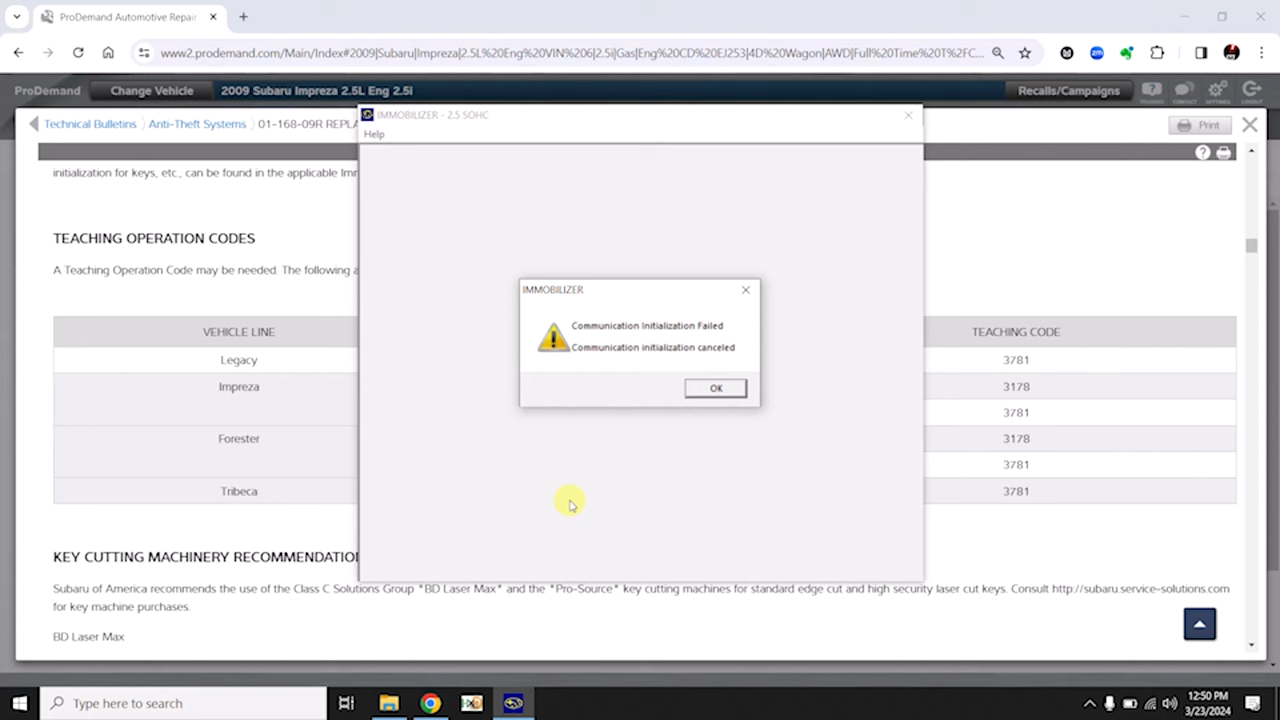 ProDemand Automotive Repair
www2.prodemand.com/Main/Index#2009|Subaru|Impreza|2.5L%20Eng%20VIN%206|2.5i|Gas|Eng%20CD%20EJ253|4D%20Wagon|AWD|Full%20Time%20T%2FC...
ProDemand
Change Vehicle
2009 Subaru Impreza 2.5L Eng 2.5i
Recalls/Campaigns
TRAINING
CONTACT
SETTINGS
LOGOUT
Technical Bulletins
Anti-Theft Systems
01-168-09R REPLA
Print
IMMOBILIZER - 2.5 SOHC
Help
initialization for keys, etc., can be found in the applicable Imm
TEACHING OPERATION CODES
A Teaching Operation Code may be needed. The following a
IMMOBILIZER
Communication Initialization Failed
Communication initialization canceled
OK
VEHICLE LINE TEACHING CODE
Legacy 3781
Impreza 3178
3781
Forester 3178
3781
Tribeca 3781
KEY CUTTING MACHINERY RECOMMENDATION
Subaru of America recommends the use of the Class C Solutions Group *BD Laser Max* and the *Pro-Source* key cutting machines for standard edge cut and high security laser cut keys. Consult http://subaru.service-solutions.com
for key machine purchases.
BD Laser Max
Type here to search
12:50 PM
3/23/2024